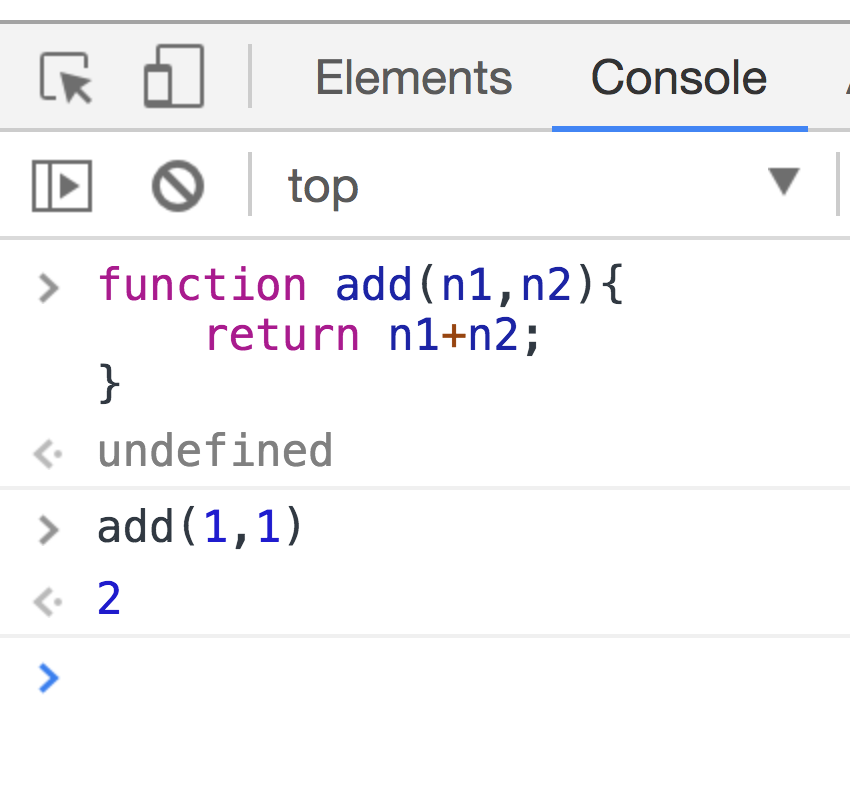 Elements Console
top
function add(n1,n2){
    return n1+n2;
}
undefined
add(1,1)
2